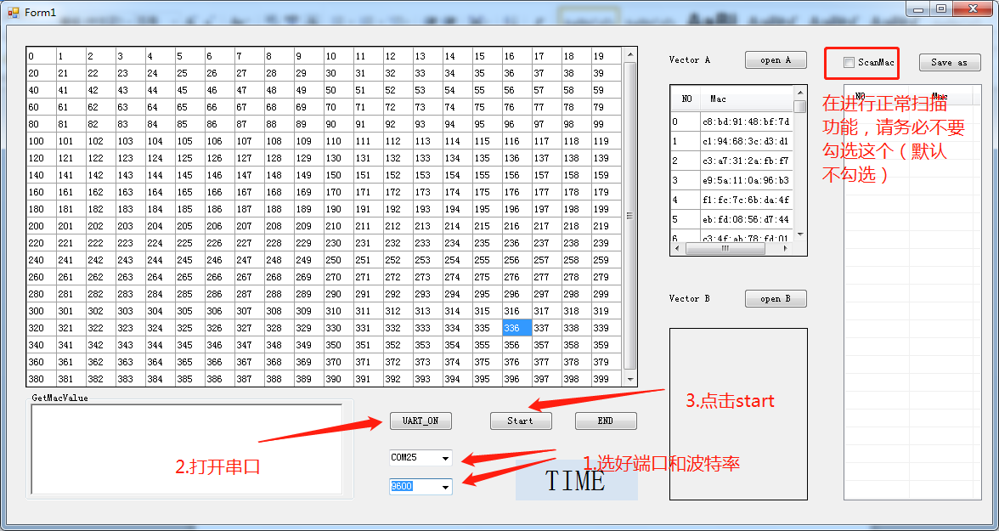 Form1
0 1 2 3 4 5 6 7 8 9 10 11 12 13 14 15 16 17 18 19
20 21 22 23 24 25 26 27 28 29 30 31 32 33 34 35 36 37 38 39
40 41 42 43 44 45 46 47 48 49 50 51 52 53 54 55 56 57 58 59
60 61 62 63 64 65 66 67 68 69 70 71 72 73 74 75 76 77 78 79
80 81 82 83 84 85 86 87 88 89 90 91 92 93 94 95 96 97 98 99
100 101 102 103 104 105 106 107 108 109 110 111 112 113 114 115 116 117 118 119
120 121 122 123 124 125 126 127 128 129 130 131 132 133 134 135 136 137 138 139
140 141 142 143 144 145 146 147 148 149 150 151 152 153 154 155 156 157 158 159
160 161 162 163 164 165 166 167 168 169 170 171 172 173 174 175 176 177 178 179
180 181 182 183 184 185 186 187 188 189 190 191 192 193 194 195 196 197 198 199
200 201 202 203 204 205 206 207 208 209 210 211 212 213 214 215 216 217 218 219
220 221 222 223 224 225 226 227 228 229 230 231 232 233 234 235 236 237 238 239
240 241 242 243 244 245 246 247 248 249 250 251 252 253 254 255 256 257 258 259
260 261 262 263 264 265 266 267 268 269 270 271 272 273 274 275 276 277 278 279
280 281 282 283 284 285 286 287 288 289 290 291 292 293 294 295 296 297 298 299
300 301 302 303 304 305 306 307 308 309 310 311 312 313 314 315 316 317 318 319
320 321 322 323 324 325 326 327 328 329 330 331 332 333 334 335 336 337 338 339
340 341 342 343 344 345 346 347 348 349 350 351 352 353 354 355 356 357 358 359
360 361 362 363 364 365 366 367 368 369 370 371 372 373 374 375 376 377 378 379
380 381 382 383 384 385 386 387 388 389 390 391 392 393 394 395 396 397 398 399
Vector A open A
NO Mac
0 c8:bd:91:48:bf:7d
1 c1:94:68:3c:d3:d1
2 c3:a7:31:2a:fb:f7
3 e9:5a:11:0a:96:b3
4 f1:fc:7c:6b:da:4f
5 eb:fd:08:56:d7:44
6 c3:4f:ab:78:fd:01
Vector B open B
ScanMac Save as
NO Mac
在进行正常扫描
功能，请务必不要
勾选这个（默认
不勾选）
GetMacValue
UART_ON Start END
3.点击start
2.打开串口
COM25
1.选好端口和波特率
9600
TIME